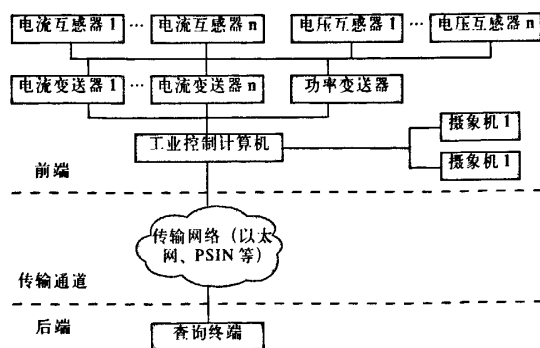 电流互感器 1 … 电流互感器 n 电压互感器 1 … 电压互感器 n
电流变送器 1 … 电流变送器 n 功率变送器
工业控制计算机
摄象机 1
摄象机 1
前端
传输网络（以太
网、PSIN 等）
传输通道
后端
查询终端